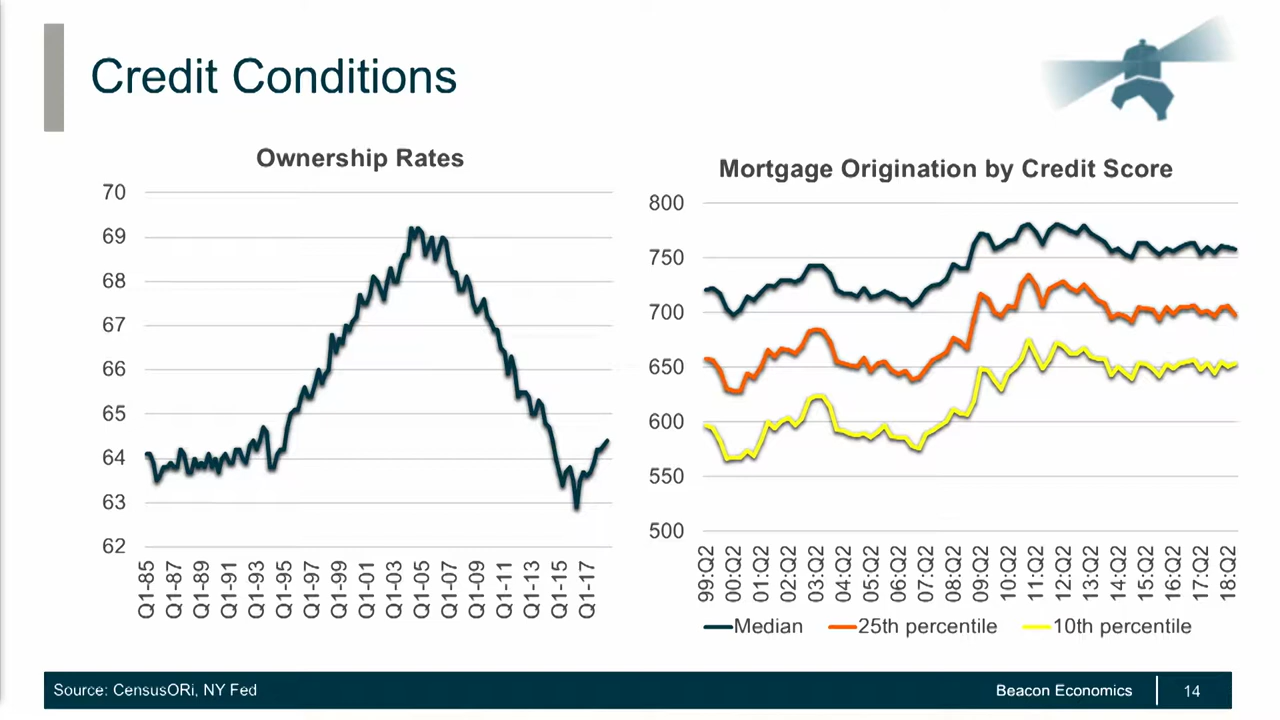 Credit Conditions
Ownership Rates
70
69
68
67
66
65
64
63
62
Q1-85
Q1-87
Q1-89
Q1-91
Q1-93
Q1-95
Q1-97
Q1-99
Q1-01
Q1-03
Q1-05
Q1-07
Q1-09
Q1-11
Q1-13
Q1-15
Q1-17
Mortgage Origination by Credit Score
800
750
700
650
600
550
500
99:Q2
00:Q2
01:Q2
02:Q2
03:Q2
04:Q2
05:Q2
06:Q2
07:Q2
08:Q2
09:Q2
10:Q2
11:Q2
12:Q2
13:Q2
14:Q2
15:Q2
16:Q2
17:Q2
18:Q2
Median 25th percentile 10th percentile
Source: CensusORi, NY Fed
Beacon Economics 14